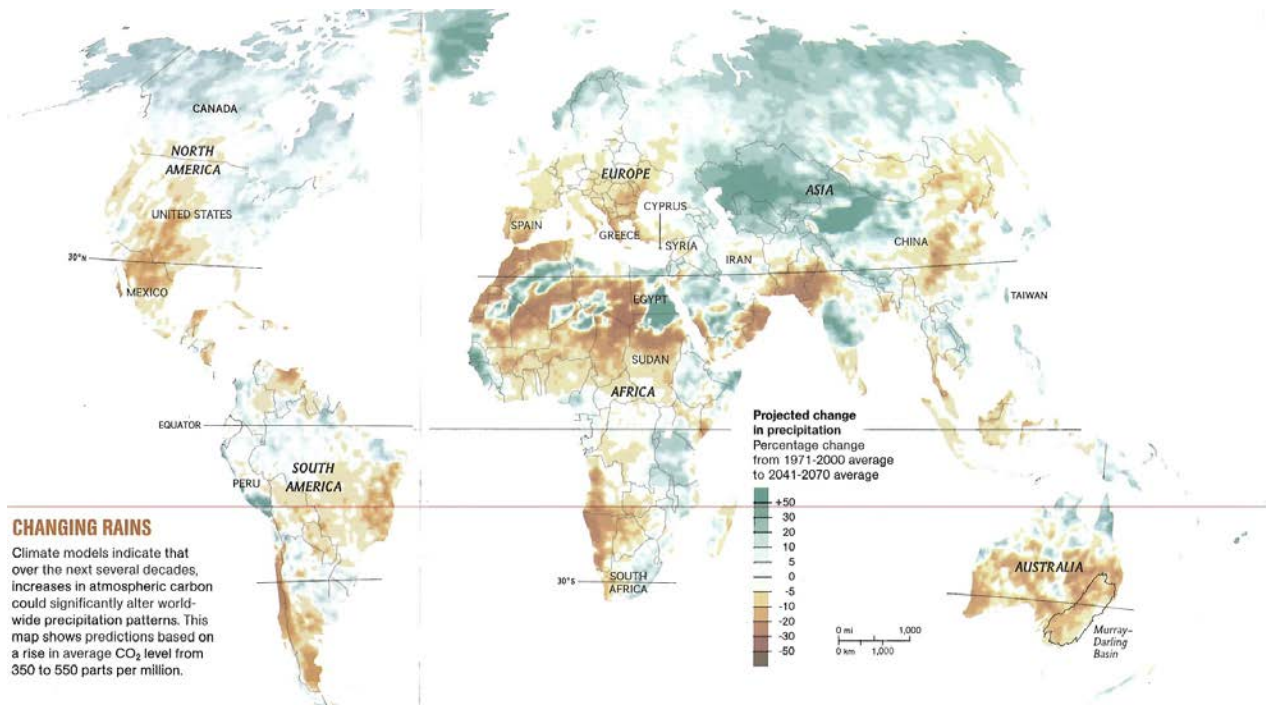 CANADA
NORTH
AMERICA
UNITED STATES
30°N
MEXICO
EUROPE
ASIA
CYPRUS
SPAIN
GREECE
SYRIA
IRAN
CHINA
EGYPT
TAIWAN
SUDAN
AFRICA
EQUATOR
SOUTH
AMERICA
PERU
30°S
SOUTH
AFRICA
AUSTRALIA
Murray–
Darling
Basin
Projected change
in precipitation
Percentage change
from 1971-2000 average
to 2041-2070 average
+50
30
20
10
5
0
-5
-10
-20
-30
-50
0 mi 1,000
0 km 1,000
CHANGING RAINS
Climate models indicate that
over the next several decades,
increases in atmospheric carbon
could significantly alter world-
wide precipitation patterns. This
map shows predictions based on
a rise in average CO₂ level from
350 to 550 parts per million.